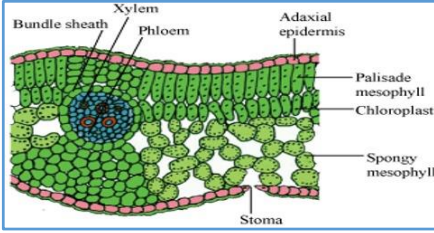 Xylem
Bundle sheath
Phloem
Adaxial
epidermis
Palisade
mesophyll
Chloroplast
Spongy
mesophyll
Stoma